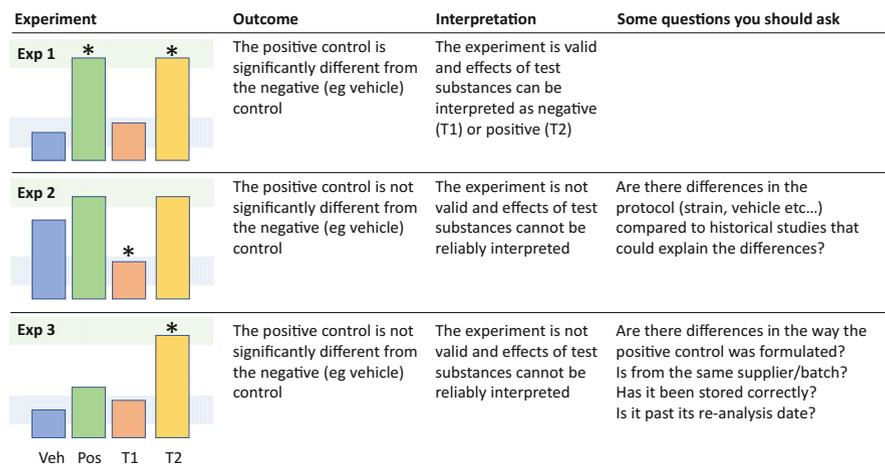 Experiment Outcome Interpretation Some questions you should ask
Exp 1
* *
The positive control is
significantly different from
the negative (eg vehicle)
control
The experiment is valid
and effects of test
substances can be
interpreted as negative
(T1) or positive (T2)
Exp 2
*
The positive control is not
significantly different from
the negative (eg vehicle)
control
The experiment is not
valid and effects of test
substances cannot be
reliably interpreted
Are there differences in the
protocol (strain, vehicle etc…)
compared to historical studies that
could explain the differences?
Exp 3
*
The positive control is not
significantly different from
the negative (eg vehicle)
control
The experiment is not
valid and effects of test
substances cannot be
reliably interpreted
Are there differences in the way the
positive control was formulated?
Is from the same supplier/batch?
Has it been stored correctly?
Is it past its re-analysis date?
Veh Pos T1 T2